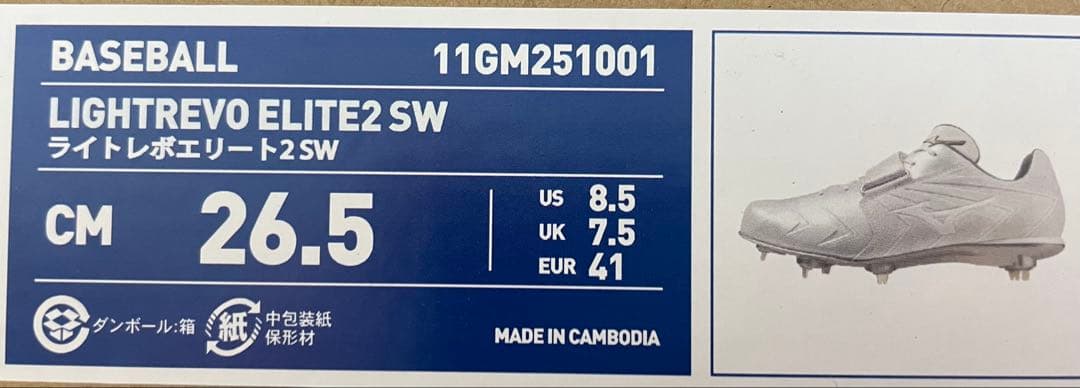 BASEBALL 11GM251001
LIGHTREVO ELITE2 SW
ライトレボエリート2 SW
CM 26.5
US 8.5
UK 7.5
EUR 41
ダンボール:箱
紙
中包装紙
保形材
MADE IN CAMBODIA